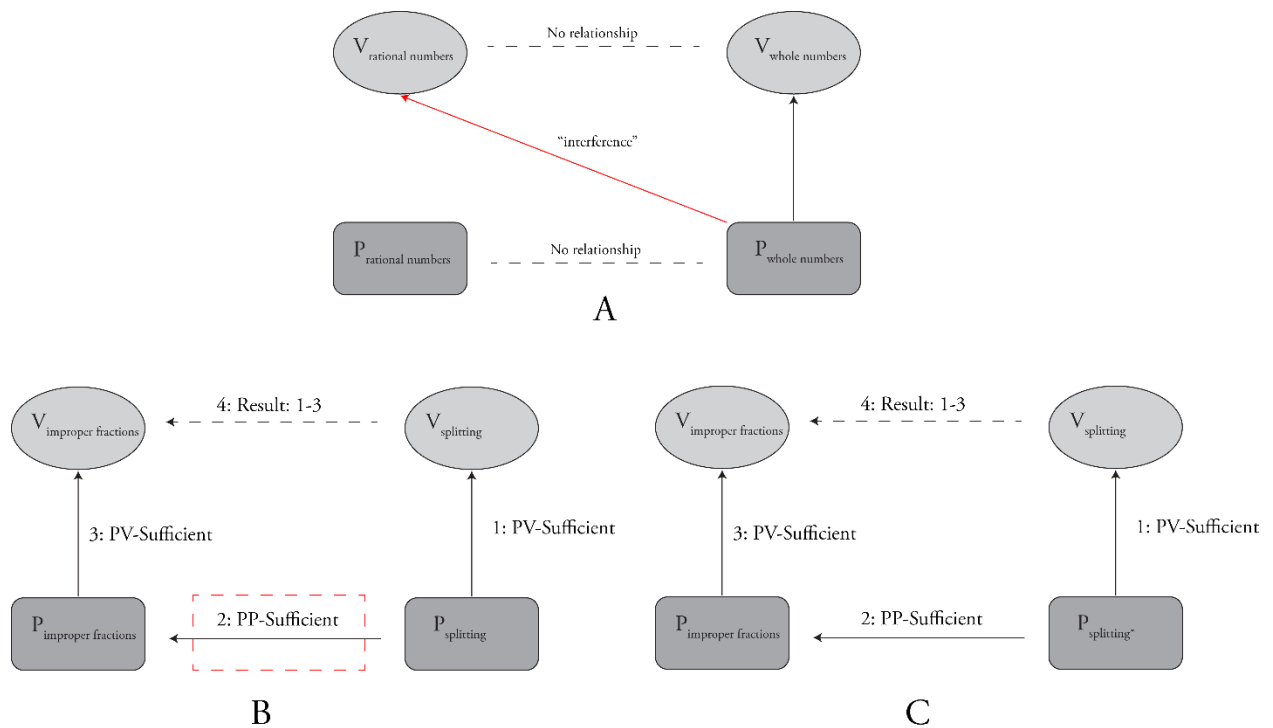 V rational numbers
No relationship
V whole numbers
"interference"
P rational numbers
No relationship
P whole numbers
A
V improper fractions
4: Result: 1-3
V splitting
3: PV-Sufficient
1: PV-Sufficient
P improper fractions
2: PP-Sufficient
P splitting
B
V improper fractions
4: Result: 1-3
V splitting
3: PV-Sufficient
1: PV-Sufficient
P improper fractions
2: PP-Sufficient
P splitting*
C